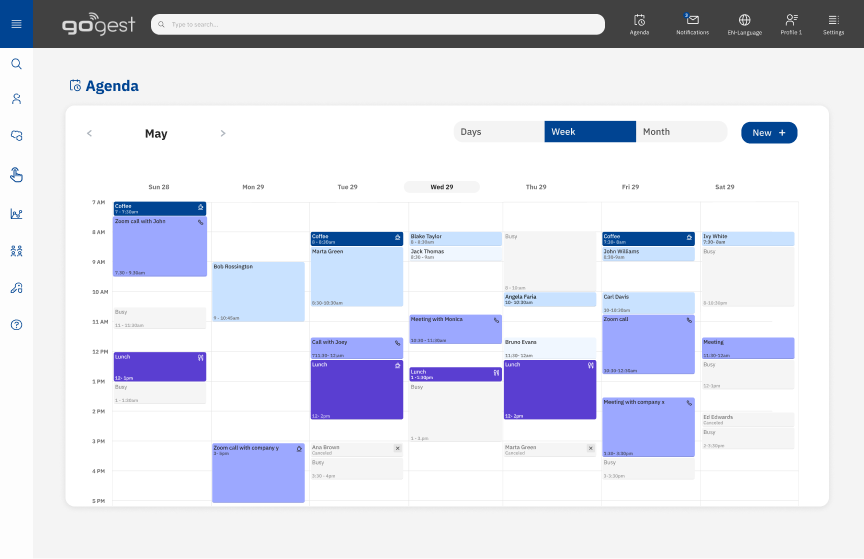 gogest
Type to search...
Agenda
2
Notifications
EN-Language
Profile 1
Settings
Agenda
< May >
Days
Week
Month
New +
Sun 28
Mon 29
Tue 29
Wed 29
Thu 29
Fri 29
Sat 29
7 AM
8 AM
9 AM
10 AM
11 AM
12 PM
1 PM
2 PM
3 PM
4 PM
5 PM
Coffee
7 - 7:30am
Zoom call with John
7:30 - 9:30am
Busy
11 - 11:30am
Lunch
12- 1pm
Busy
1 - 1:30am
Bob Rossington
9 - 10:45am
Zoom call with company y
3 -5pm
Coffee
8 - 8:30am
Marta Green
8:30-10:30am
Call with Joey
Lunch
12- 2pm
Ana Brown
Canceled
Busy
3:30 - 4pm
Blake Taylor
8 - 8:30am
Jack Thomas
8:30 - 9am
Meeting with Monica
10:30 - 11:30am
Lunch
1 -1:30pm
Busy
Busy
8 - 10am
Angela Faria
10- 10:30am
Bruno Evans
11:30- 12am
Lunch
12- 2pm
Marta Green
Canceled
Coffee
7:30- 8am
John Williams
8:30-9am
Carl Davis
10-10:30am
Zoom call
10:30-12:30am
Meeting with company x
1:30- 3:00pm
Busy
2-3:30pm
Ivy White
7:30- 8am
Busy
8-10:30am
Meeting
11:30-12am
Busy
12-1pm
Ed Edwards
Canceled
Busy
2-3:30pm